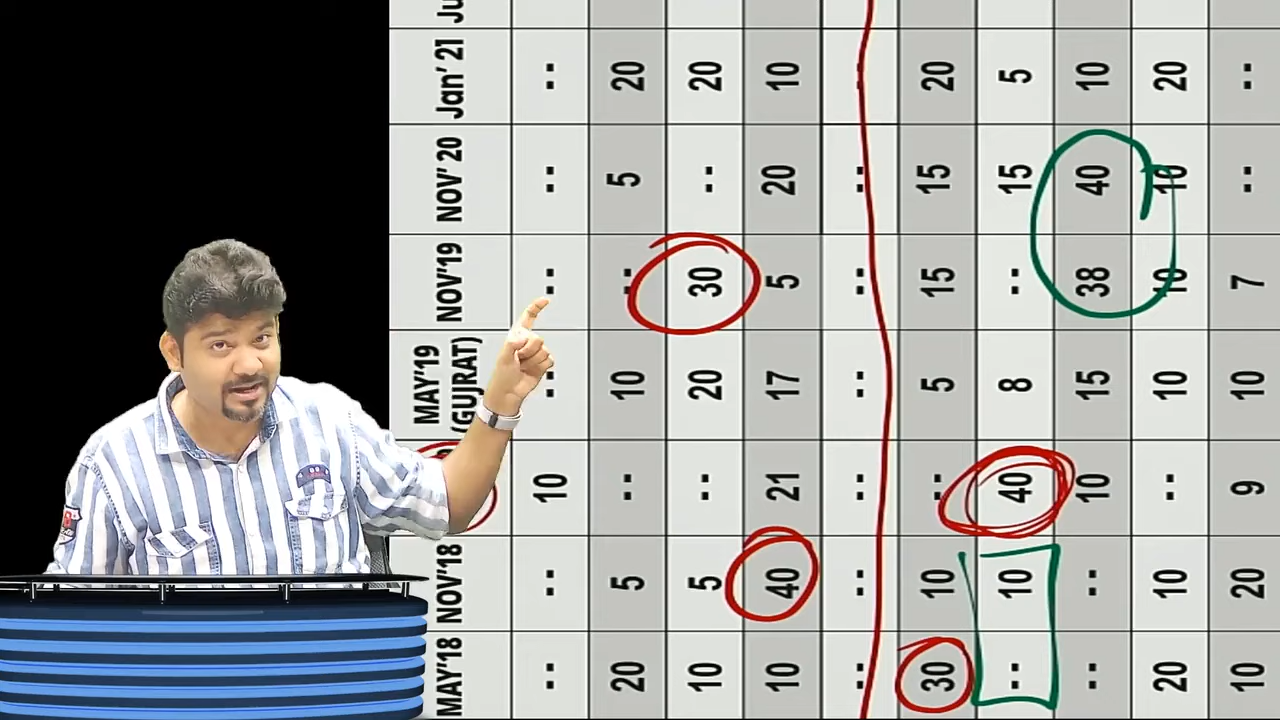 MAY'18 NOV'18 MAY'19 (GUJRAT) NOV'19 NOV' 20 Jan' 21
-- -- 10 -- -- -- --
20 5 -- 10 -- 5 20
10 5 -- 20 30 -- 20
10 40 21 17 5 20 10
-- -- -- -- -- -- --
30 10 -- 5 15 15 20
-- 10 40 8 -- 15 5
-- -- 10 15 38 40 10
20 10 -- 10 10 10 20
10 20 9 10 7 -- --